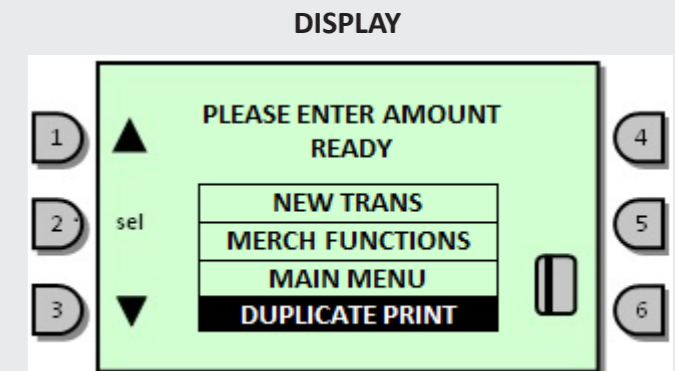 DISPLAY
PLEASE ENTER AMOUNT
READY
1
4
NEW TRANS
2
sel
5
MERCH FUNCTIONS
MAIN MENU
3
DUPLICATE PRINT
6